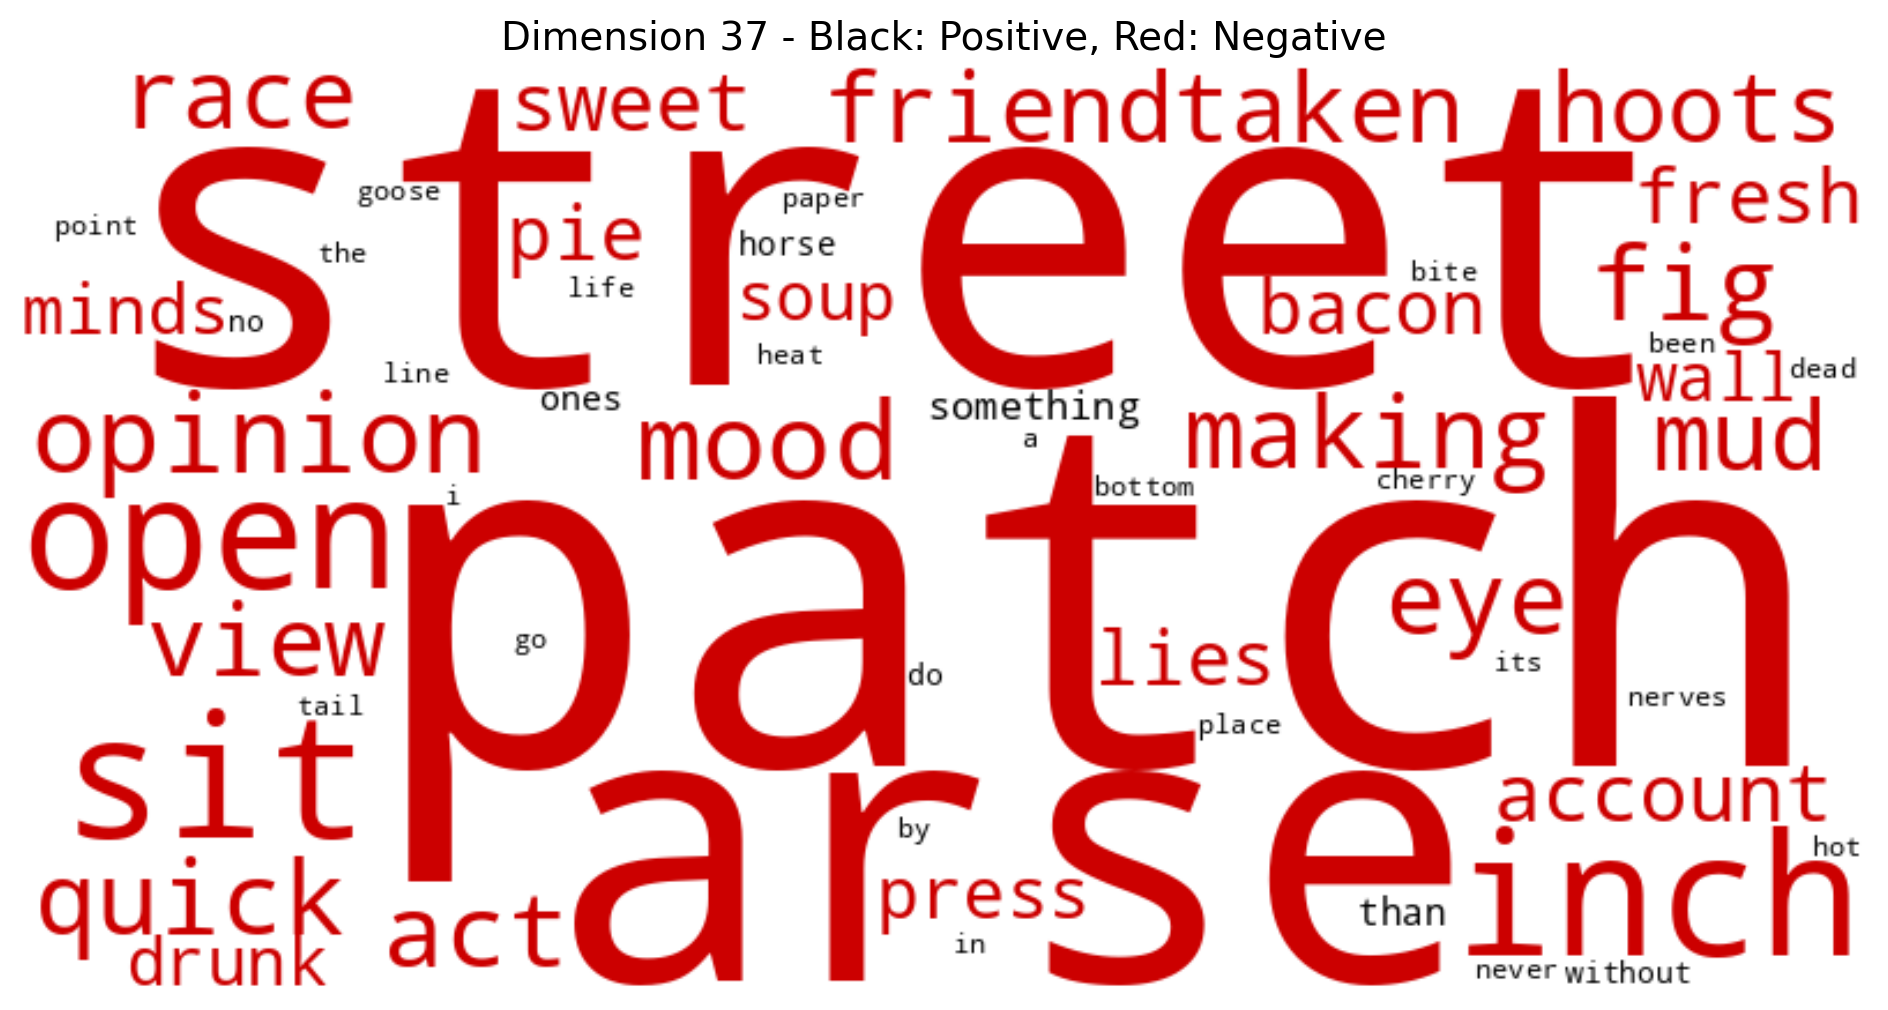 Dimension 37 - Black: Positive, Red: Negative
race
sweet
friendtaken
hoots
street
goose
paper
fresh
point
the
pie
horse
life
soup
bite
bacon
fig
minds
no
heat
been
wall
dead
line
ones
something
a
making
mud
opinion
mood
cherry
bottom
i
open
patch
eye
view
go
do
lies
its
nerves
tail
place
sit
arse
account
by
hot
quick
act
press
than
inch
in
drunk
never
without